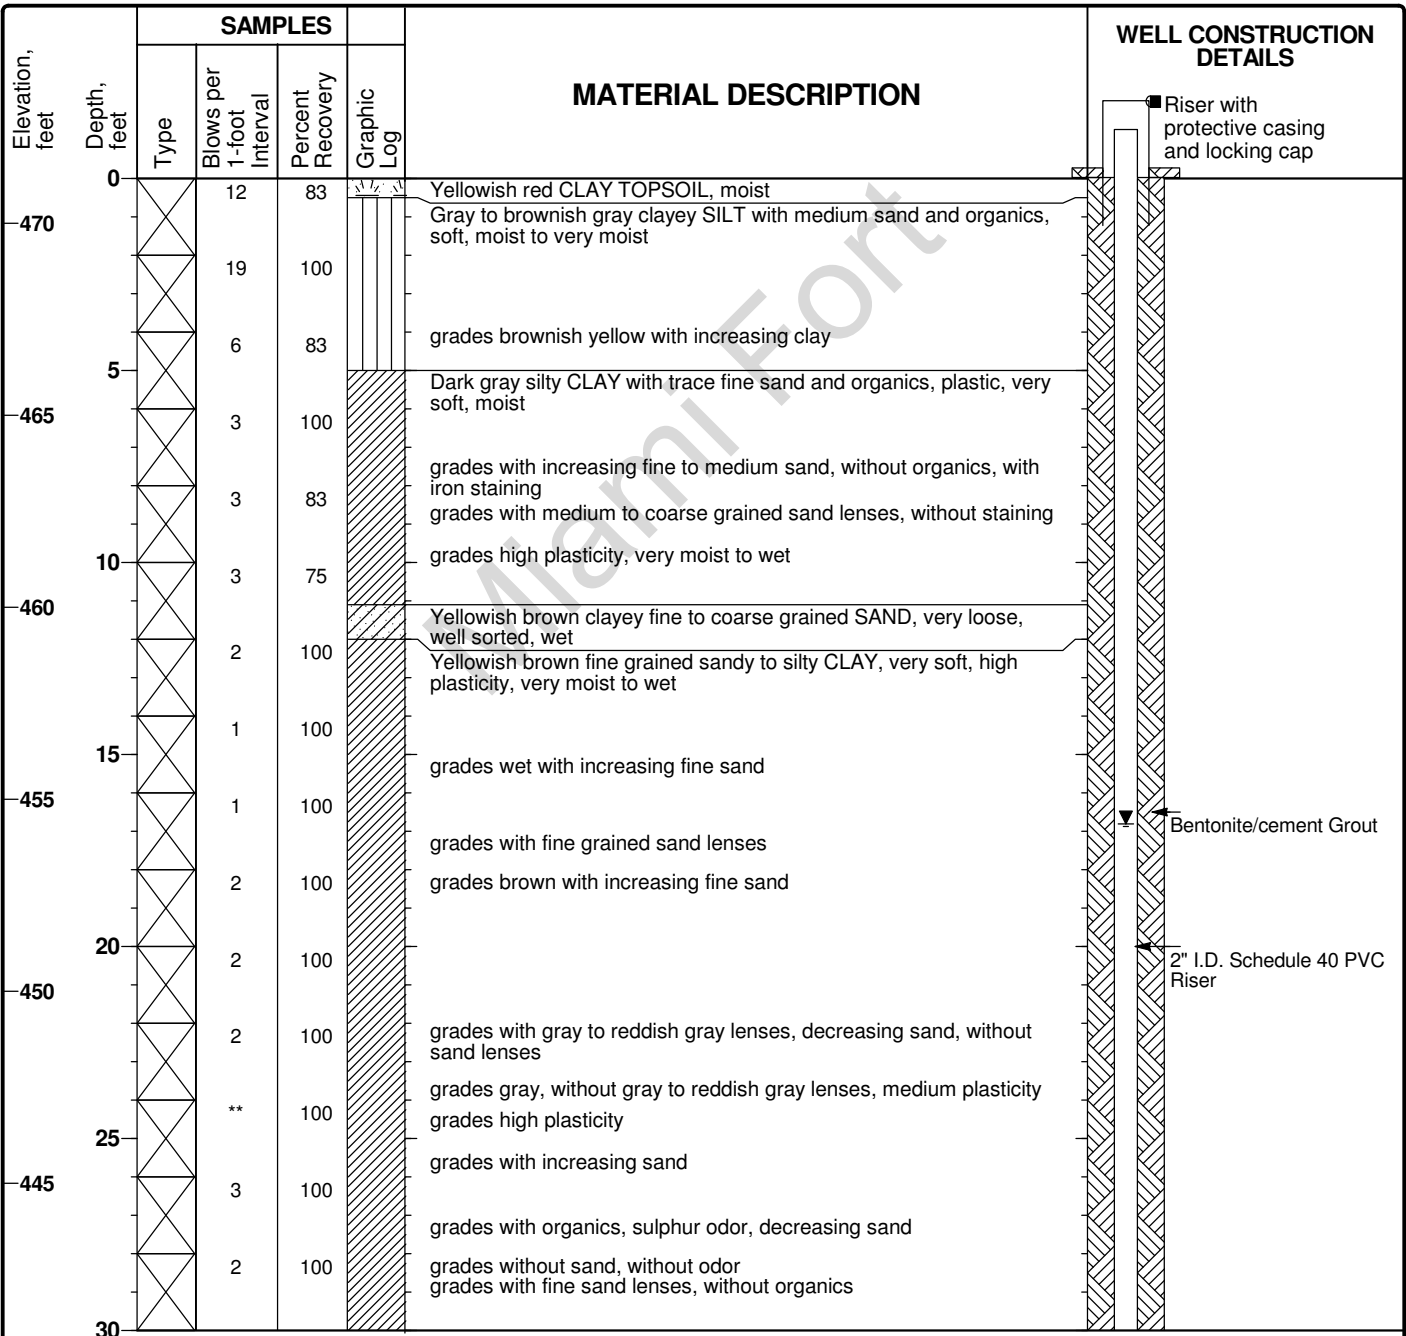 SAMPLES
Elevation,
feet
Depth,
feet
Type
Blows per
1-foot
Interval
Percent
Recovery
Graphic
Log
MATERIAL DESCRIPTION
WELL CONSTRUCTION
DETAILS
Riser with
protective casing
and locking cap
0
12 83 Yellowish red CLAY TOPSOIL, moist
470
Gray to brownish gray clayey SILT with medium sand and organics,
soft, moist to very moist
19 100
6 83 grades brownish yellow with increasing clay
5
Dark gray silty CLAY with trace fine sand and organics, plastic, very
soft, moist
465
3 100
grades with increasing fine to medium sand, without organics, with
iron staining
3 83
grades with medium to coarse grained sand lenses, without staining
10
grades high plasticity, very moist to wet
3 75
460
Yellowish brown clayey fine to coarse grained SAND, very loose,
well sorted, wet
2 100
Yellowish brown fine grained sandy to silty CLAY, very soft, high
plasticity, very moist to wet
1 100
15
grades wet with increasing fine sand
455
1 100
Bentonite/cement Grout
grades with fine grained sand lenses
2 100 grades brown with increasing fine sand
20
2 100
2" I.D. Schedule 40 PVC
Riser
450
2 100
grades with gray to reddish gray lenses, decreasing sand, without
sand lenses
grades gray, without gray to reddish gray lenses, medium plasticity
** 100
grades high plasticity
25
grades with increasing sand
445
3 100
grades with organics, sulphur odor, decreasing sand
2 100 grades without sand, without odor
grades with fine sand lenses, without organics
30
Miami Fort